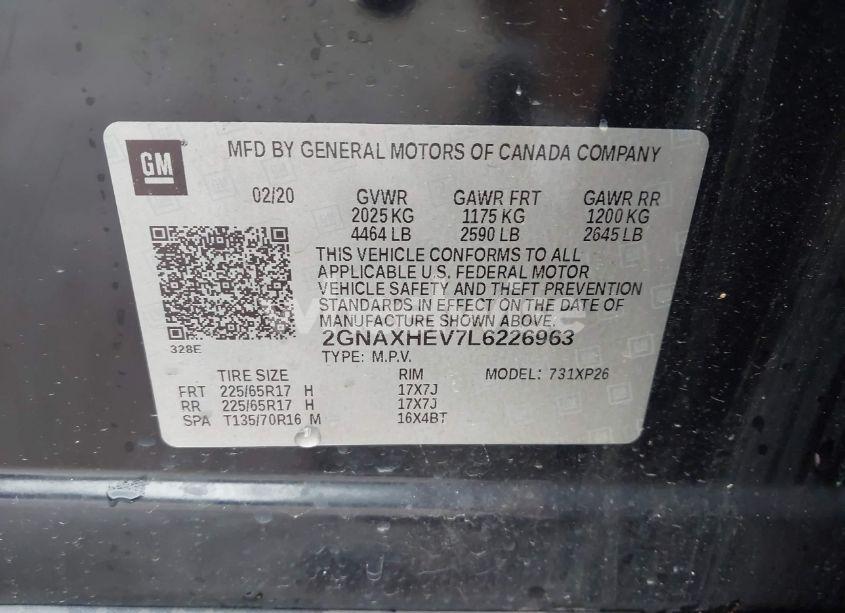 GM
MFD BY GENERAL MOTORS OF CANADA COMPANY
02/20 GVWR GAWR FRT GAWR RR
2025 KG 1175 KG 1200 KG
4464 LB 2590 LB 2645 LB
THIS VEHICLE CONFORMS TO ALL
APPLICABLE U.S. FEDERAL MOTOR
VEHICLE SAFETY AND THEFT PREVENTION
STANDARDS IN EFFECT ON THE DATE OF
MANUFACTURE SHOWN ABOVE:
328E
2GNAXHEV7L6226963
TYPE: M.P.V.
TIRE SIZE RIM MODEL: 731XP26
FRT 225/65R17 H 17X7J
RR 225/65R17 H 17X7J
SPA T135/70R16 M 16X4BT